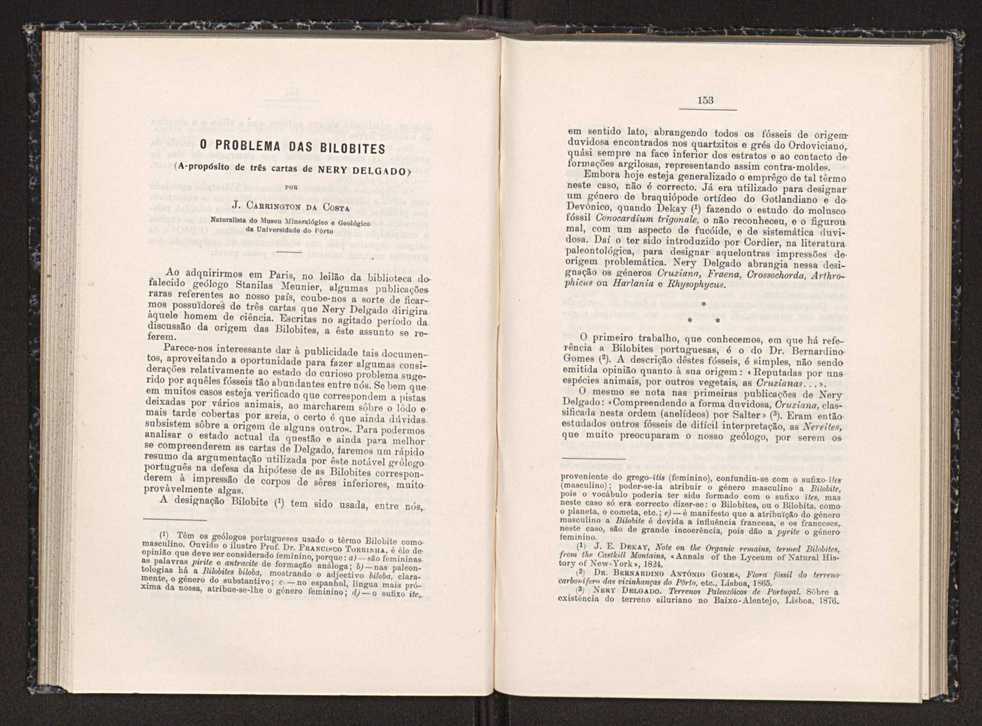 O PROBLEMA DAS BILOBITES
(A-propósito de três cartas de NERY DELGADO)
POR
J. CARRINGTON DA COSTA
Naturalista do Museu Mineralógico e Geológico
da Universidade do Pôrto
Ao adquirirmos em Paris, no leilão da biblioteca do
falecido geólogo Stanilas Meunier, algumas publicações
raras referentes ao nosso país, coube-nos a sorte de ficar-
mos possuïdores de três cartas que Nery Delgado dirigira
àquele homem de ciência. Escritas no agitado período da
discussão da origem das Bilobites, a êste assunto se re-
ferem.
Parece-nos interessante dar à publicidade tais documen-
tos, aproveitando a oportunidade para fazer algumas consi-
derações relativamente ao estado do curioso problema suge-
rido por aquêles fósseis tão abundantes entre nós. Se bem que
em muitos casos esteja verificado que correspondem a pistas
deixadas por vários animais, ao marcharem sôbre o lôdo e
mais tarde cobertas por areia, o certo é que ainda dúvidas
subsistem sôbre a origem de alguns outros. Para podermos
analisar o estado actual da questão e ainda para melhor
se compreenderem as cartas de Delgado, faremos um rápido
resumo da argumentação utilizada por êste notável geólogo
português na defesa da hipótese de as Bilobites correspon-
derem à impressão de corpos de sêres inferiores, muito
provàvelmente algas.
A designação Bilobite (¹) tem sido usada, entre nós,
(¹) Têm os geólogos portugueses usado o têrmo Bilobite como
masculino. Ouvido o ilustre Prof. DR. FRANCISCO TORRINHA, é êle de
opinião que deve ser considerado feminino, porque: a) — são femininas
as palavras pirite e antracite de formação análoga; b) — nas paleon-
tologias há a Bilobites biloba, mostrando o adjectivo biloba, clara-
mente, o género do substantivo; c — no espanhol, língua mais pró-
xima da nossa, atribue-se-lhe o género feminino; d) — o sufixo ite,
153
em sentido lato, abrangendo todos os fósseis de origem
duvidosa encontrados nos quartzitos e grés do Ordoviciano,
quási sempre na face inferior dos estratos e ao contacto de
formações argilosas, representando assim contra-moldes.
Embora hoje esteja generalizado o emprêgo de tal têrmo
neste caso, não é correcto. Já era utilizado para designar
um género de braquiópode ortídeo do Gotlandiano e do
Devónico, quando Dekay (¹) fazendo o estudo do molusco
fóssil Conocardium trigonale, o não reconheceu, e o figurou
mal, com um aspecto de fucóide, e de sistemática duvi-
dosa. Daí o ter sido introduzido por Cordier, na literatura
paleontológica, para designar aqueloutras impressões de
origem problemática. Nery Delgado abrangia nessa desi-
gnação os géneros Cruziana, Fraena, Crossochorda, Arthro-
phicus ou Harlania e Rhysophycus.
*
* *
O primeiro trabalho, que conhecemos, em que há refe-
rência a Bilobites portuguesas, é o do Dr. Bernardino
Gomes (²). A descrição dêstes fósseis, é simples, não sendo
emitida opinião quanto à sua origem: «Reputadas por uns
espécies animais, por outros vegetais, as Cruzianas...».
O mesmo se nota nas primeiras publicações de Nery
Delgado: «Compreendendo a forma duvidosa, Cruziana, clas-
sificada nesta ordem (anelídeos) por Salter» (³). Eram então
estudados outros fósseis de difícil interpretação, as Nereites,
que muito preocuparam o nosso geólogo, por serem os
proveniente do grego-itis (feminino), confundiu-se com o sufixo-ites
(masculino); poder-se-ia atribuir o género masculino a Bilobite,
pois o vocábulo poderia ter sido formado com o sufixo ites, mas
neste caso só era correcto dizer-se: o Bilobites, ou o Bilobita, como
o planeta, o cometa, etc.; e) — é manifesto que a atribuïção do género
masculino a Bilobite é devida a influência francesa, e os franceses,
neste caso, são de grande incoerência, pois dão a pyrite o género
feminino.
(¹) J. E. DEKAY, Note on the Organic remains, termed Bilobites,
from the Castkill Montains, «Annals of the Lyceum of Natural His-
tory of New-York», 1824.
(²) DR. BERNARDINO ANTÓNIO GOMES, Flora fóssil do terreno
carbonífero das vizinhanças do Pôrto, etc., Lisboa, 1865.
(³) NERY DELGADO. Terrenos Paleozóicos de Portugal. Sôbre a
existência do terreno siluriano no Baixo-Alentejo, Lisboa, 1876.